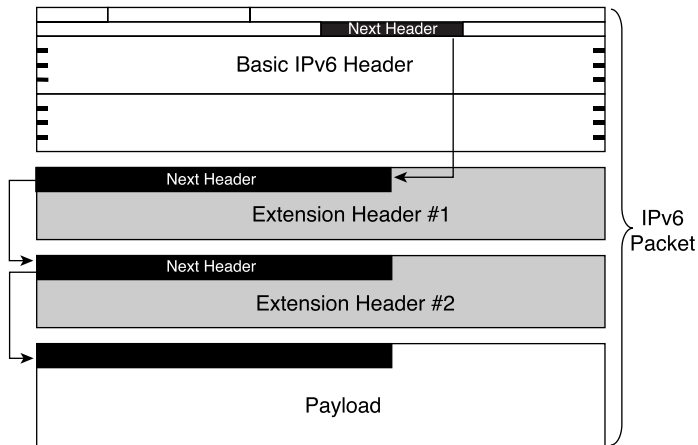 Next Header
Basic IPv6 Header
Next Header
Extension Header #1
IPv6
Packet
Next Header
Extension Header #2
Payload